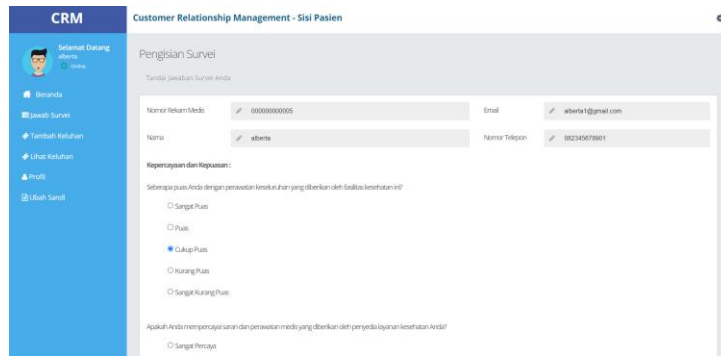 CRM
Customer Relationship Management - Sisi Pasien
Selamat Datang
alberta
Online
Beranda
Jawab Survei
Tambah Keluhan
Lihat Keluhan
Profil
Ubah Sandi
Pengisian Survei
Tandai Jawaban Survei Anda
Nomor Rekam Medis 000000000005 Email alberta1@gmail.com
Nama alberta Nomor Telepon 082345678901
Kepercayaan dan Kepuasan :
Seberapa puas Anda dengan perawatan keseluruhan yang diberikan oleh fasilitas kesehatan ini?
Sangat Puas
Puas
Cukup Puas
Kurang Puas
Sangat Kurang Puas
Apakah Anda mempercayai saran dan perawatan medis yang diberikan oleh penyedia layanan kesehatan Anda?
Sangat Percaya